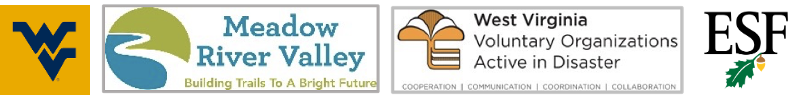 WV
Meadow
River Valley
Building Trails To A Bright Future
West Virginia
Voluntary Organizations
Active in Disaster
COOPERATION | COMMUNICATION | COORDINATION | COLLABORATION
ESF